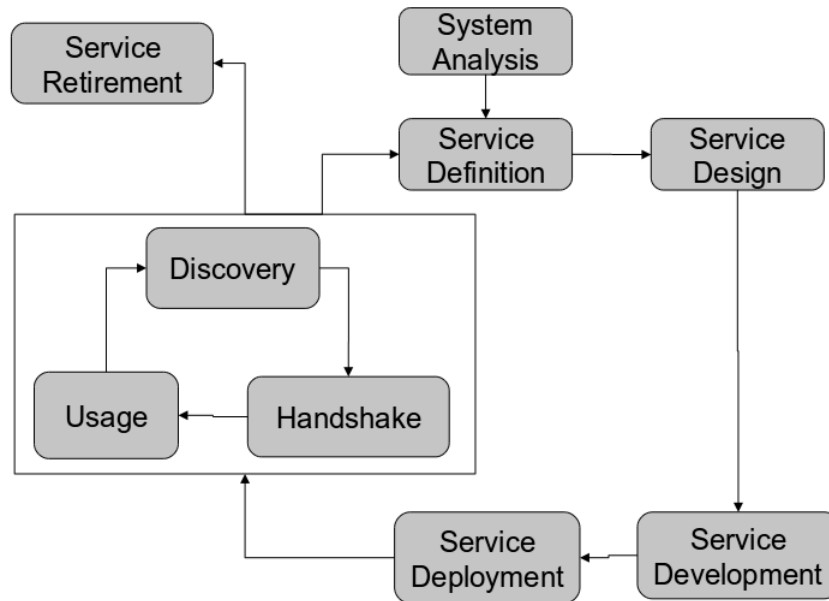 System
Analysis
Service
Retirement
Service
Definition
Service
Design
Discovery
Usage
Handshake
Service
Deployment
Service
Development